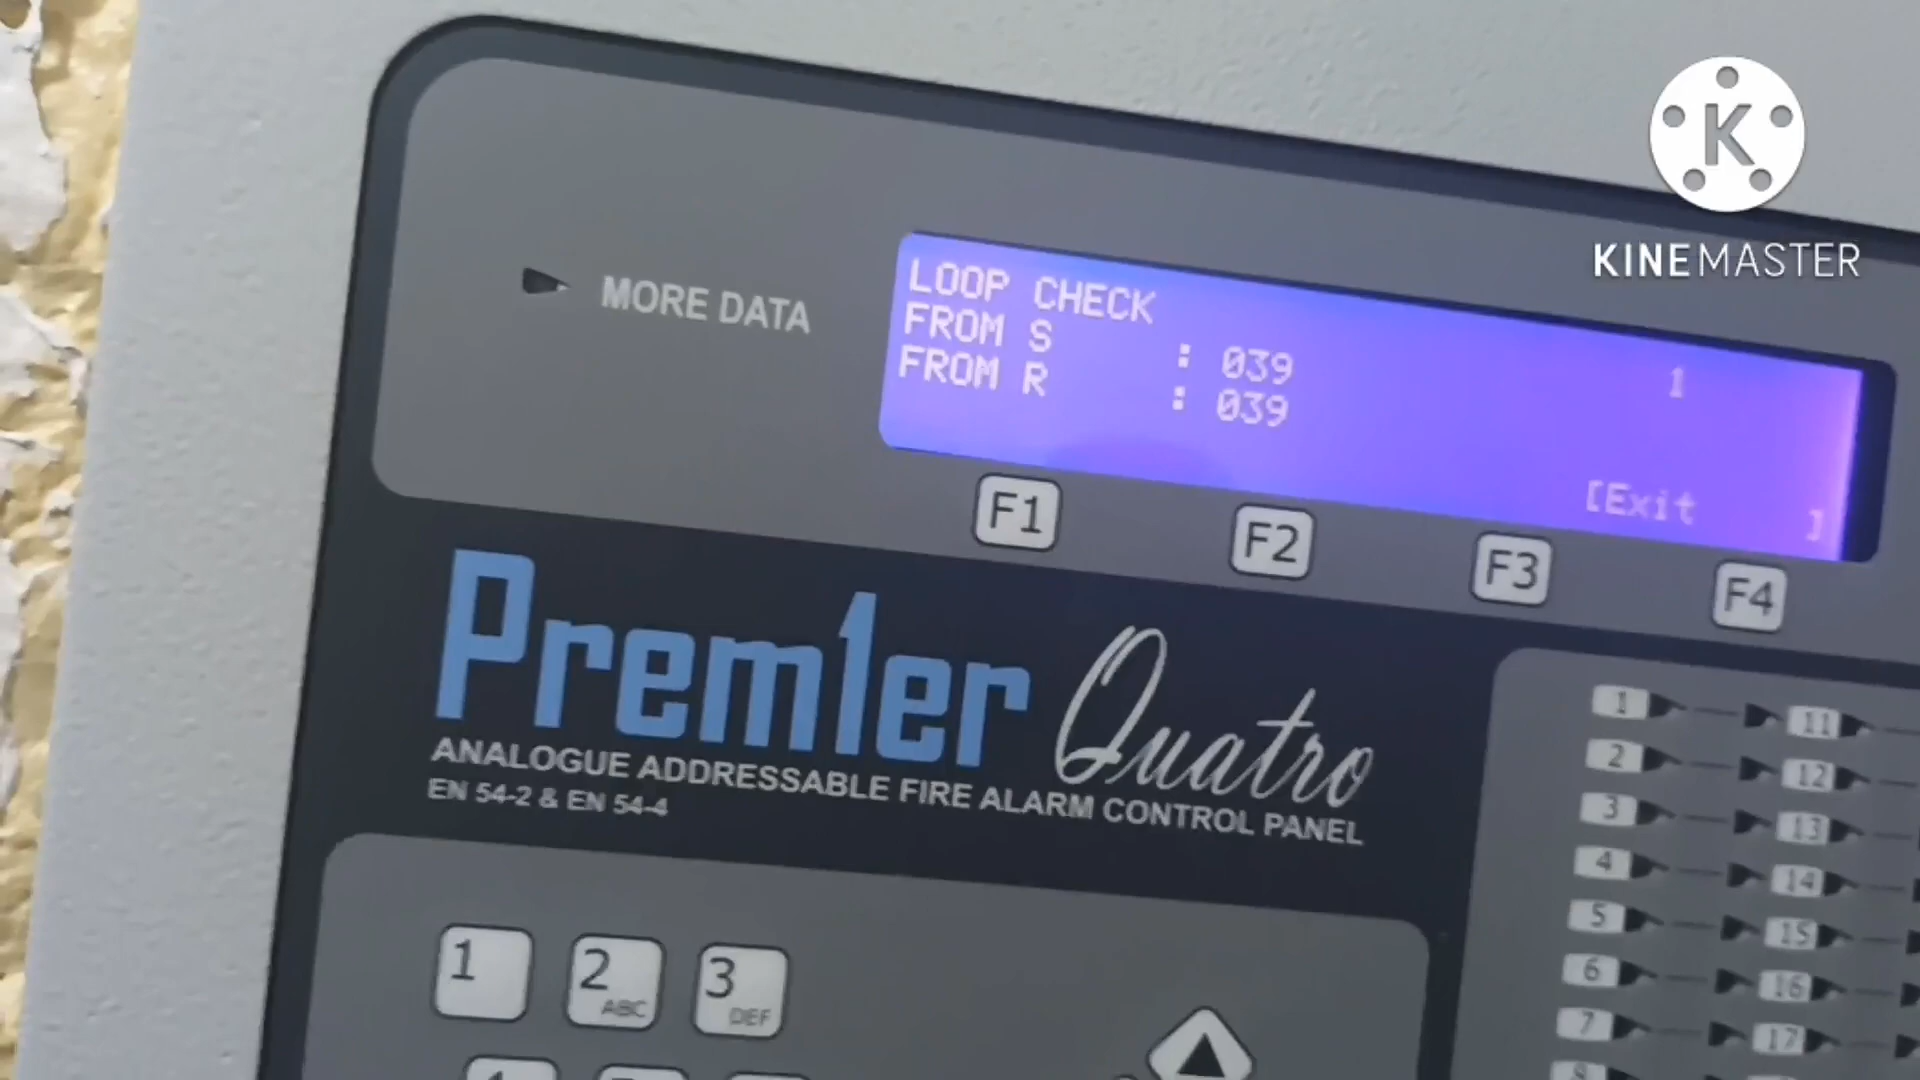 K
KINEMASTER
MORE DATA
LOOP CHECK 1
FROM S : 039
FROM R : 039
[Exit ]
F1 F2 F3 F4
Prem1er Quatro
ANALOGUE ADDRESSABLE FIRE ALARM CONTROL PANEL
EN 54-2 & EN 54-4
1 2 ABC 3 DEF
1 11
2 12
3 13
4 14
5 15
6 16
7 17